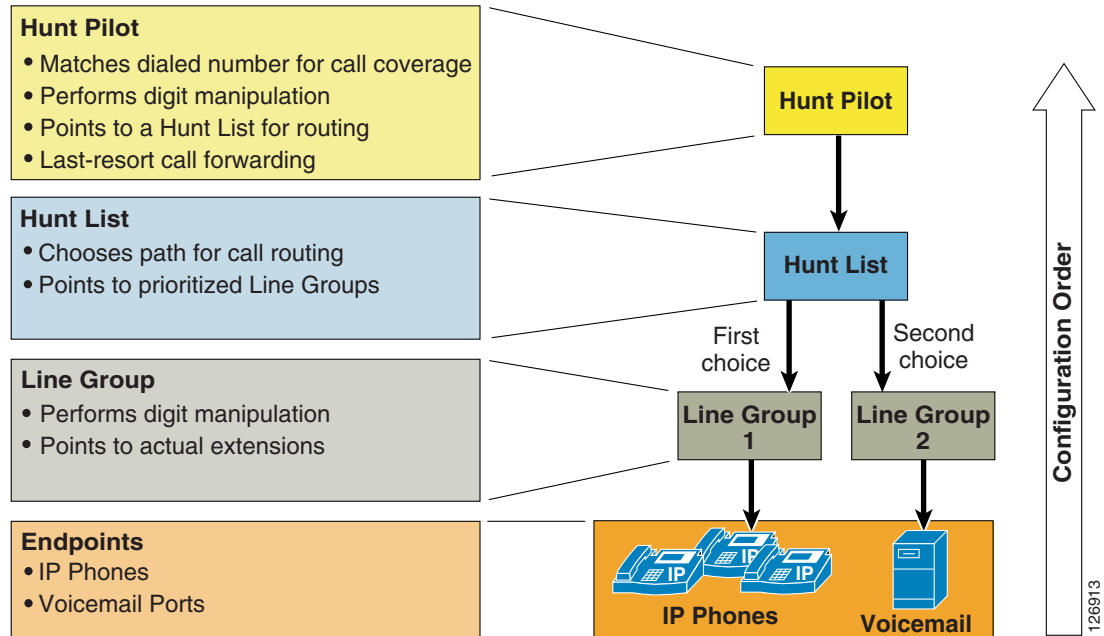 Hunt Pilot
• Matches dialed number for call coverage
• Performs digit manipulation
• Points to a Hunt List for routing
• Last-resort call forwarding
Hunt List
• Chooses path for call routing
• Points to prioritized Line Groups
Line Group
• Performs digit manipulation
• Points to actual extensions
Endpoints
• IP Phones
• Voicemail Ports
Hunt Pilot
Hunt List
First
choice
Second
choice
Line Group
1
Line Group
2
IP
IP
IP
IP Phones
Voicemail
Configuration Order
126913